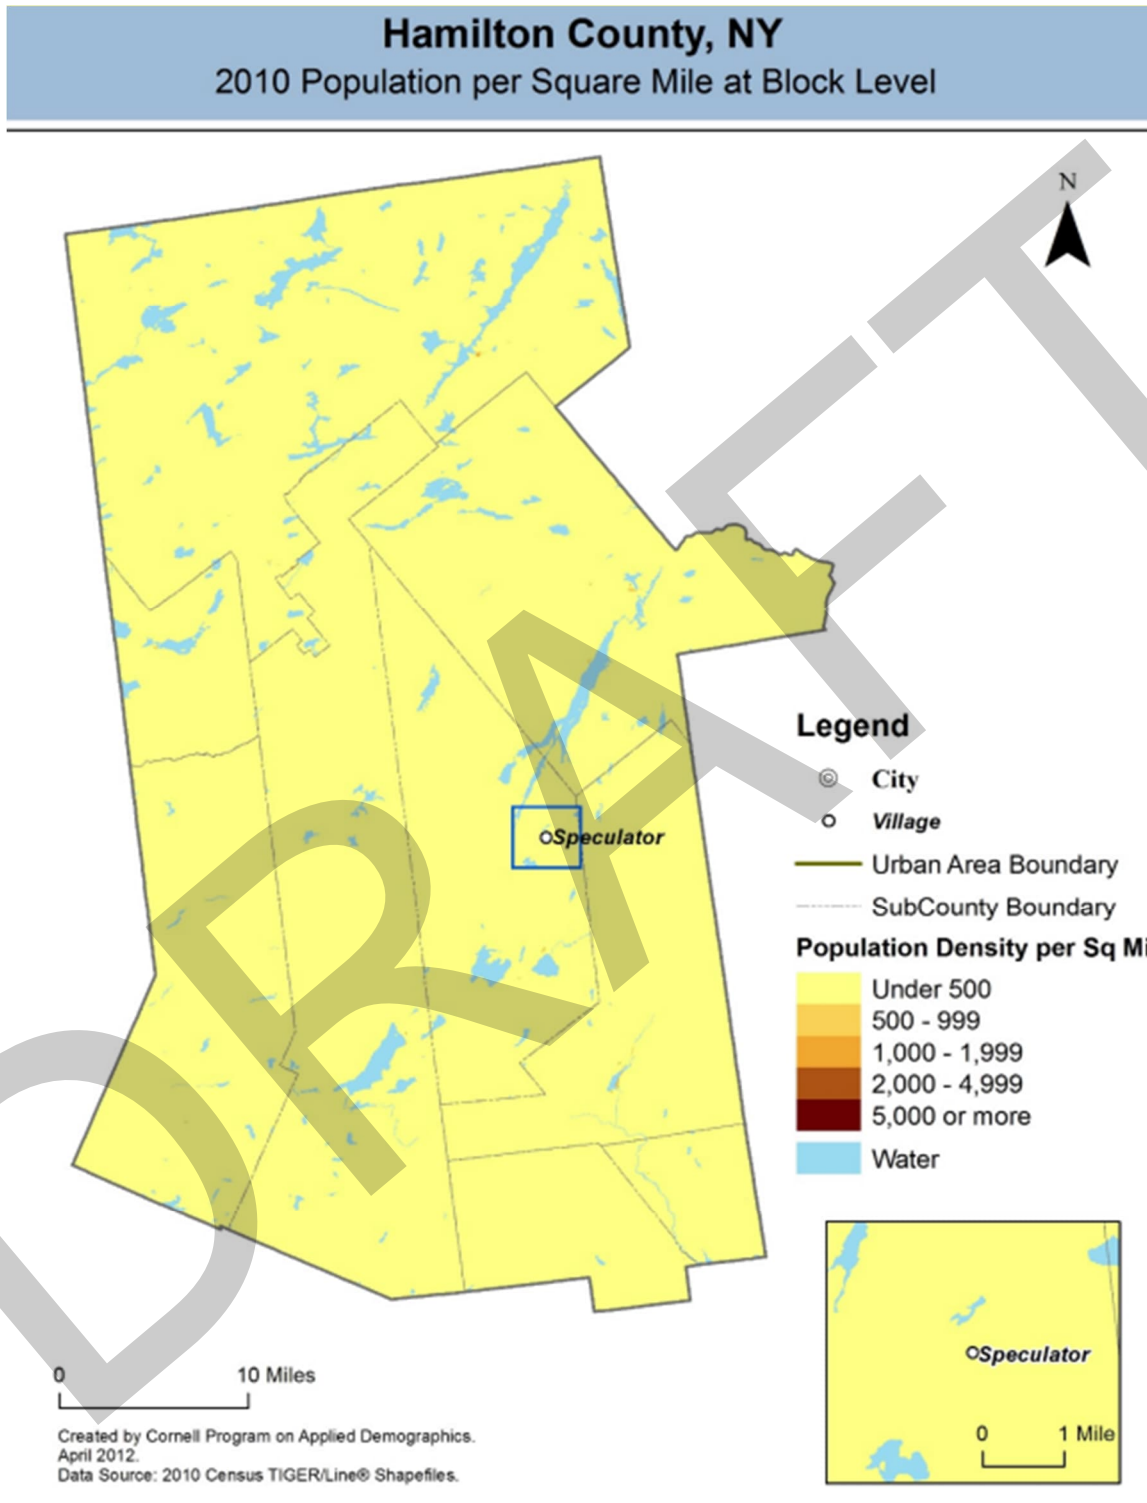 Hamilton County, NY
2010 Population per Square Mile at Block Level
N
Speculator
Legend
City
Village
Urban Area Boundary
SubCounty Boundary
Population Density per Sq Mi
Under 500
500 - 999
1,000 - 1,999
2,000 - 4,999
5,000 or more
Water
Speculator
0 1 Mile
0 10 Miles
Created by Cornell Program on Applied Demographics.
April 2012.
Data Source: 2010 Census TIGER/Line® Shapefiles.
DRAFT